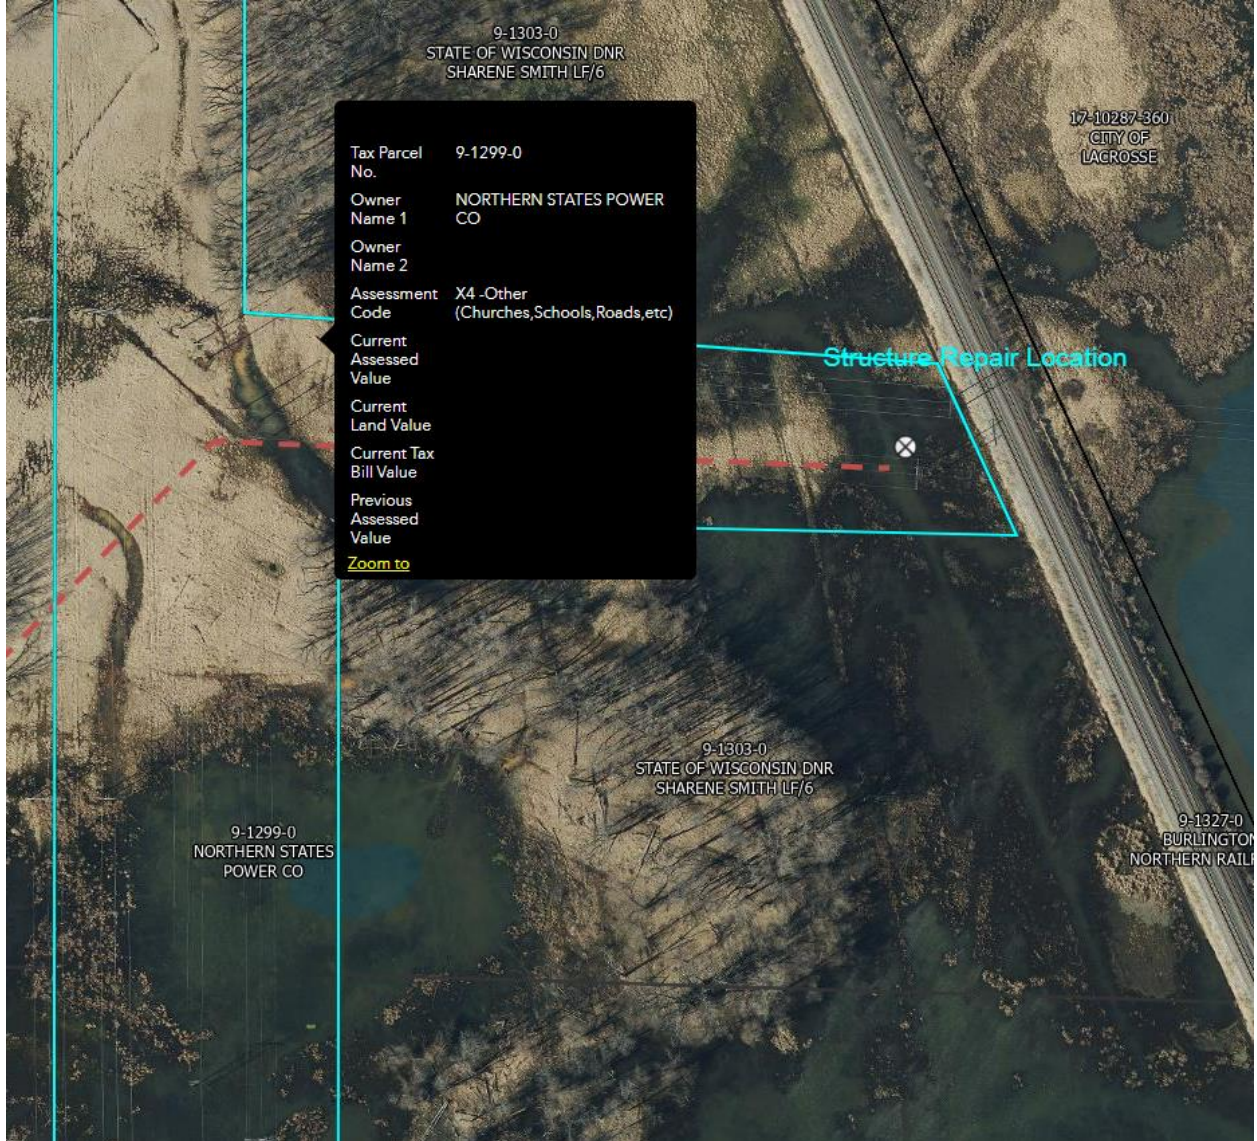 9-1303-0
STATE OF WISCONSIN DNR
SHARENE SMITH LF/6
17-10287-360
CITY OF
LACROSSE
Tax Parcel No. 9-1299-0
Owner Name 1 NORTHERN STATES POWER CO
Owner Name 2
Assessment Code X4 -Other (Churches,Schools,Roads,etc)
Current Assessed Value
Current Land Value
Current Tax Bill Value
Previous Assessed Value
Zoom to
Structure Repair Location
9-1303-0
STATE OF WISCONSIN DNR
SHARENE SMITH LF/6
9-1299-0
NORTHERN STATES
POWER CO
9-1327-0
BURLINGTON
NORTHERN